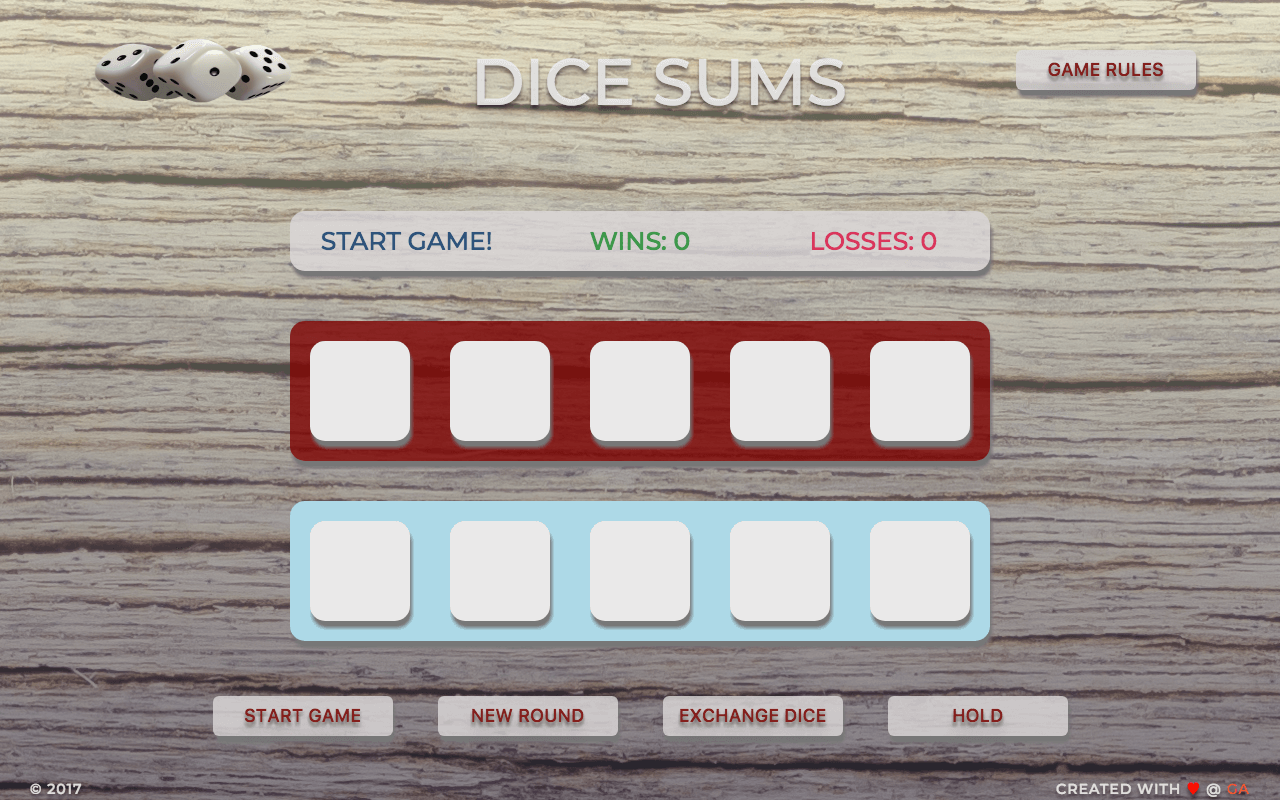 DICE SUMS
GAME RULES
START GAME! WINS: 0 LOSSES: 0
START GAME NEW ROUND EXCHANGE DICE HOLD
© 2017 CREATED WITH ♥ @ GA